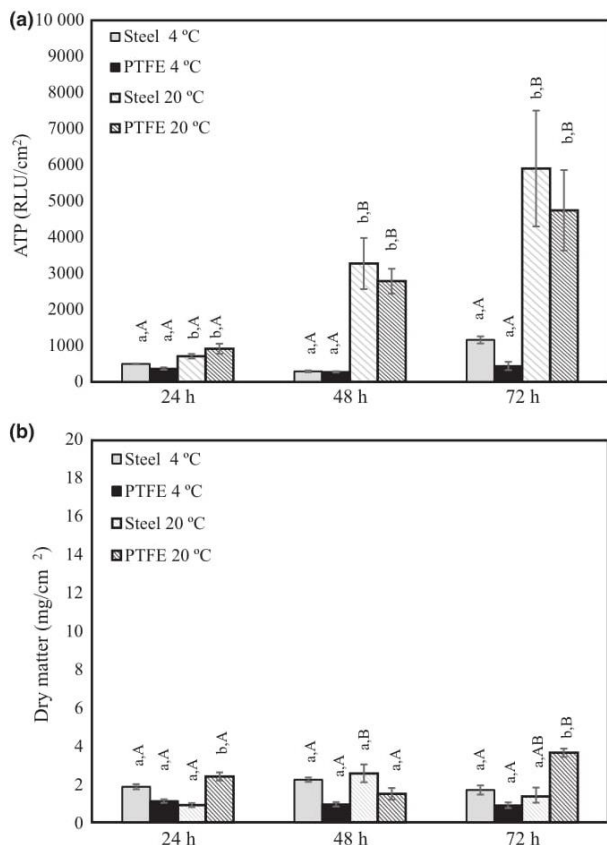 (a)
10 000
9000
8000
7000
6000
5000
4000
3000
2000
1000
0
ATP (RLU/cm²)
Steel 4 ºC
PTFE 4 ºC
Steel 20 ºC
PTFE 20 ºC
a,A a,A b,A b,A
a,A a,A b,B b,B
a,A a,A b,B b,B
24 h 48 h 72 h
(b)
20
18
16
14
12
10
8
6
4
2
0
Dry matter (mg/cm ²)
Steel 4 ºC
PTFE 4 ºC
Steel 20 ºC
PTFE 20 ºC
a,A a,A a,A b,A
a,A a,A a,B a,A
a,A a,A a,AB b,B
24 h 48 h 72 h